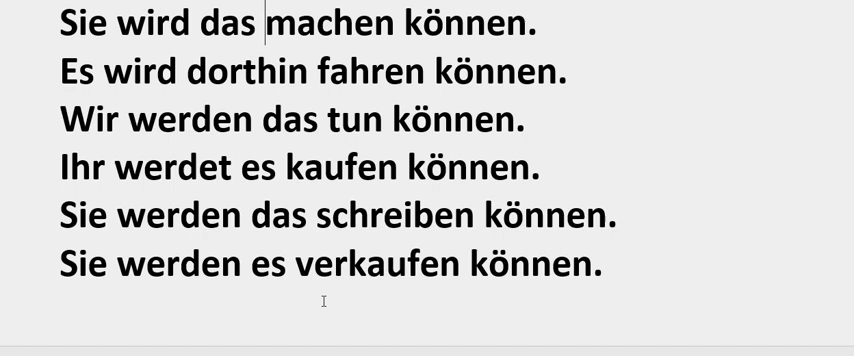 Sie wird das machen können.
Es wird dorthin fahren können.
Wir werden das tun können.
Ihr werdet es kaufen können.
Sie werden das schreiben können.
Sie werden es verkaufen können.